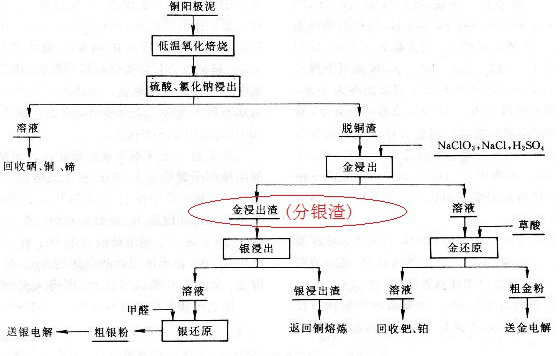 铜阳极泥
低温氧化焙烧
硫酸、氯化钠浸出
溶液
脱铜渣
回收硒、铜、碲
NaClO₃,NaCl,H₂SO₄
金浸出
金浸出渣 (分银渣)
溶液
草酸
银浸出
金还原
溶液
银浸出渣
溶液
粗金粉
甲醛
送银电解
粗银粉
银还原
返回铜熔炼
回收钯、铂
送金电解